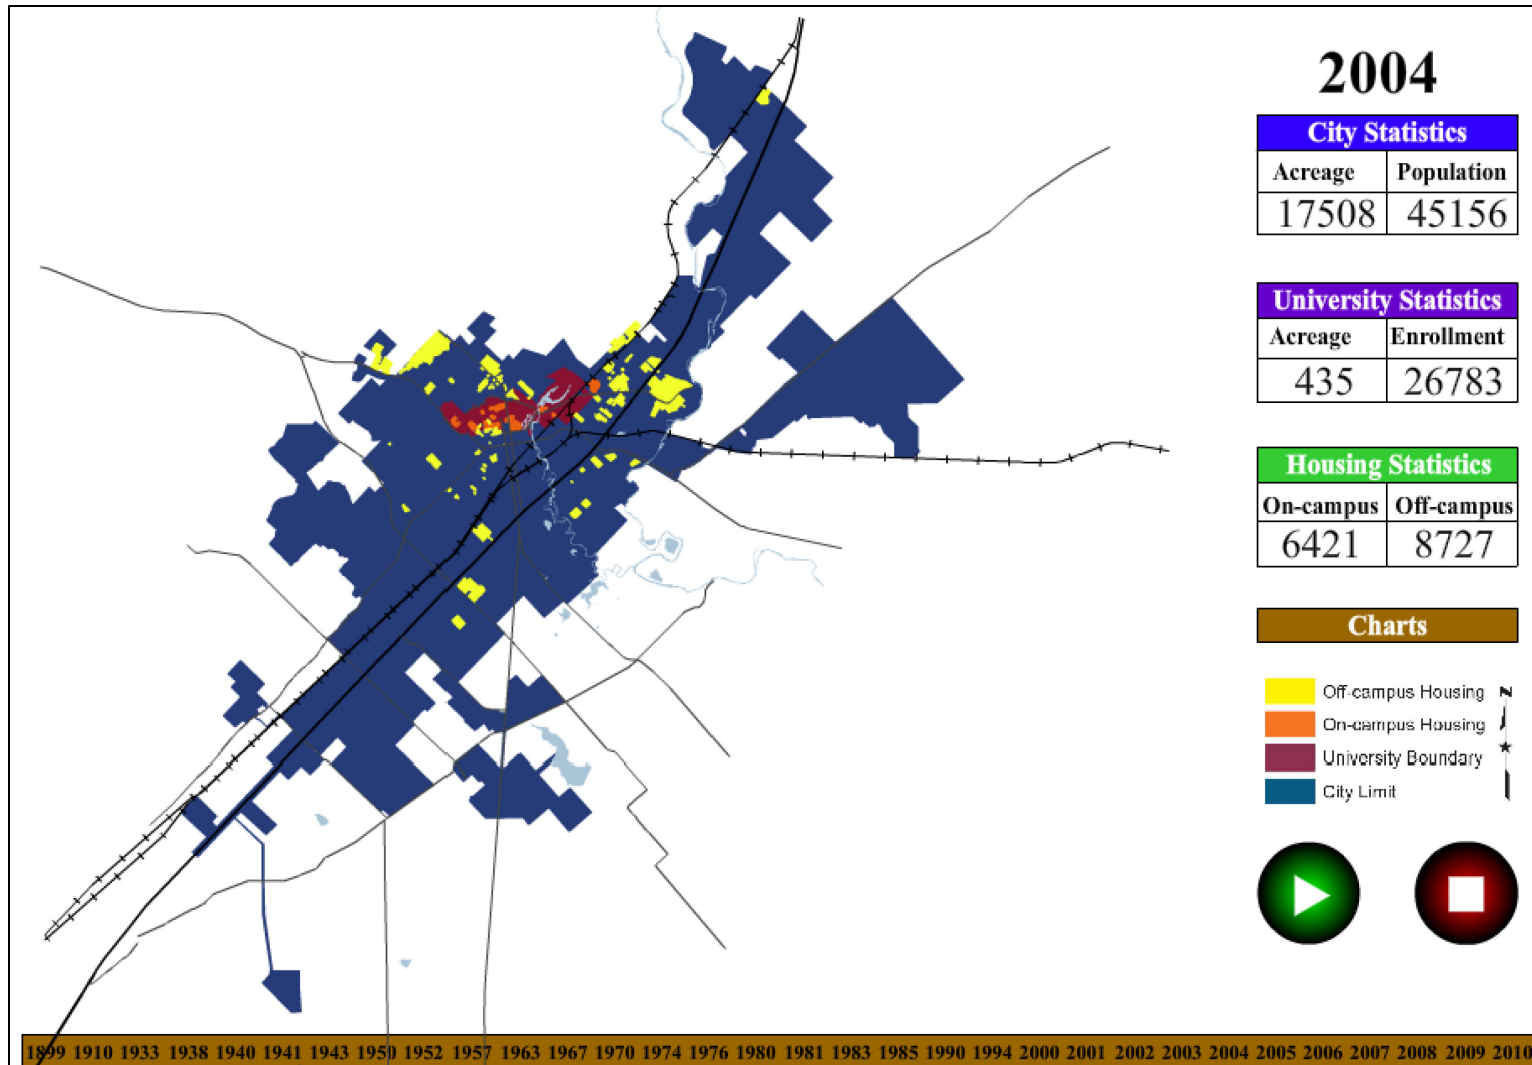 2004
City Statistics
Acreage Population
17508 45156
University Statistics
Acreage Enrollment
435 26783
Housing Statistics
On-campus Off-campus
6421 8727
Charts
Off-campus Housing
On-campus Housing
University Boundary
City Limit
N
1899 1910 1933 1938 1940 1941 1943 1950 1952 1957 1963 1967 1970 1974 1976 1980 1981 1983 1985 1990 1994 2000 2001 2002 2003 2004 2005 2006 2007 2008 2009 2010